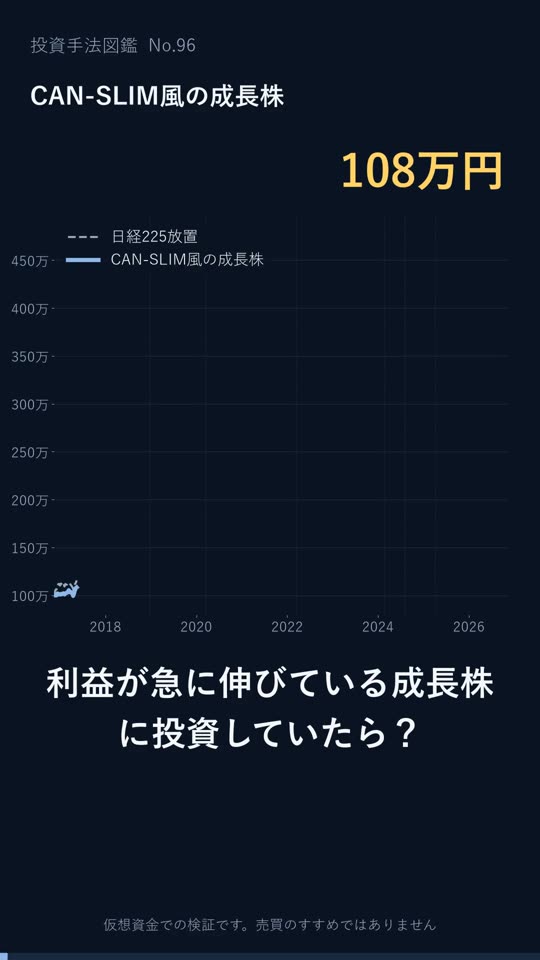 投資手法図鑑 No.96
CAN-SLIM風の成長株
108万円
日経225放置
CAN-SLIM風の成長株
450万
400万
350万
300万
250万
200万
150万
100万
2018 2020 2022 2024 2026
利益が急に伸びている成長株
に投資していたら？
仮想資金での検証です。売買のすすめではありません